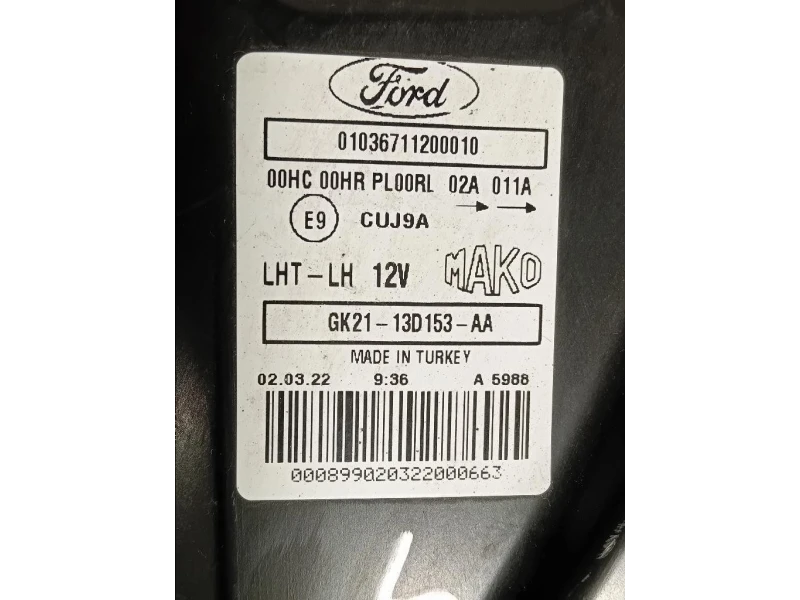 Ford
01036711200010
00HC 00HR PL00RL 02A 011A
E9 CUJ9A
LHT-LH 12V MAKO
GK21-13D153-AA
MADE IN TURKEY
02.03.22 9:36 A 5988
000899020322000663